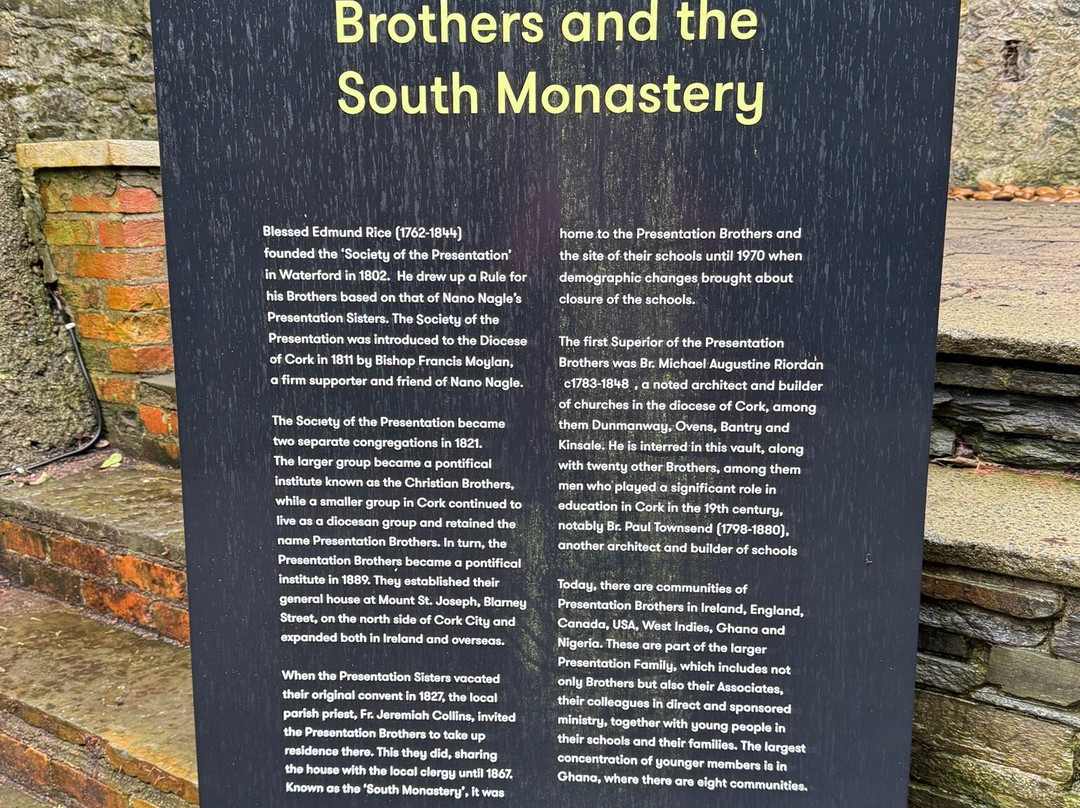 Brothers and the
South Monastery
Blessed Edmund Rice (1762-1844)
founded the ‘Society of the Presentation’
in Waterford in 1802. He drew up a Rule for
his Brothers based on that of Nano Nagle’s
Presentation Sisters. The Society of the
Presentation was introduced to the Diocese
of Cork in 1811 by Bishop Francis Moylan,
a firm supporter and friend of Nano Nagle.
The Society of the Presentation became
two separate congregations in 1821.
The larger group became a pontifical
institute known as the Christian Brothers,
while a smaller group in Cork continued to
live as a diocesan group and retained the
name Presentation Brothers. In turn, the
Presentation Brothers became a pontifical
institute in 1889. They established their
general house at Mount St. Joseph, Blarney
Street, on the north side of Cork City and
expanded both in Ireland and overseas.
When the Presentation Sisters vacated
their original convent in 1827, the local
parish priest, Fr. Jeremiah Collins, invited
the Presentation Brothers to take up
residence there. This they did, sharing
the house with the local clergy until 1867.
Known as the ‘South Monastery’, it was
home to the Presentation Brothers and
the site of their schools until 1970 when
demographic changes brought about
closure of the schools.
The first Superior of the Presentation
Brothers was Br. Michael Augustine Riordan
c1783-1848 , a noted architect and builder
of churches in the diocese of Cork, among
them Dunmanway, Ovens, Bantry and
Kinsale. He is interred in this vault, along
with twenty other Brothers, among them
men who played a significant role in
education in Cork in the 19th century,
notably Br. Paul Townsend (1798-1880),
another architect and builder of schools
Today, there are communities of
Presentation Brothers in Ireland, England,
Canada, USA, West Indies, Ghana and
Nigeria. These are part of the larger
Presentation Family, which includes not
only Brothers but also their Associates,
their colleagues in direct and sponsored
ministry, together with young people in
their schools and their families. The largest
concentration of younger members is in
Ghana, where there are eight communities.